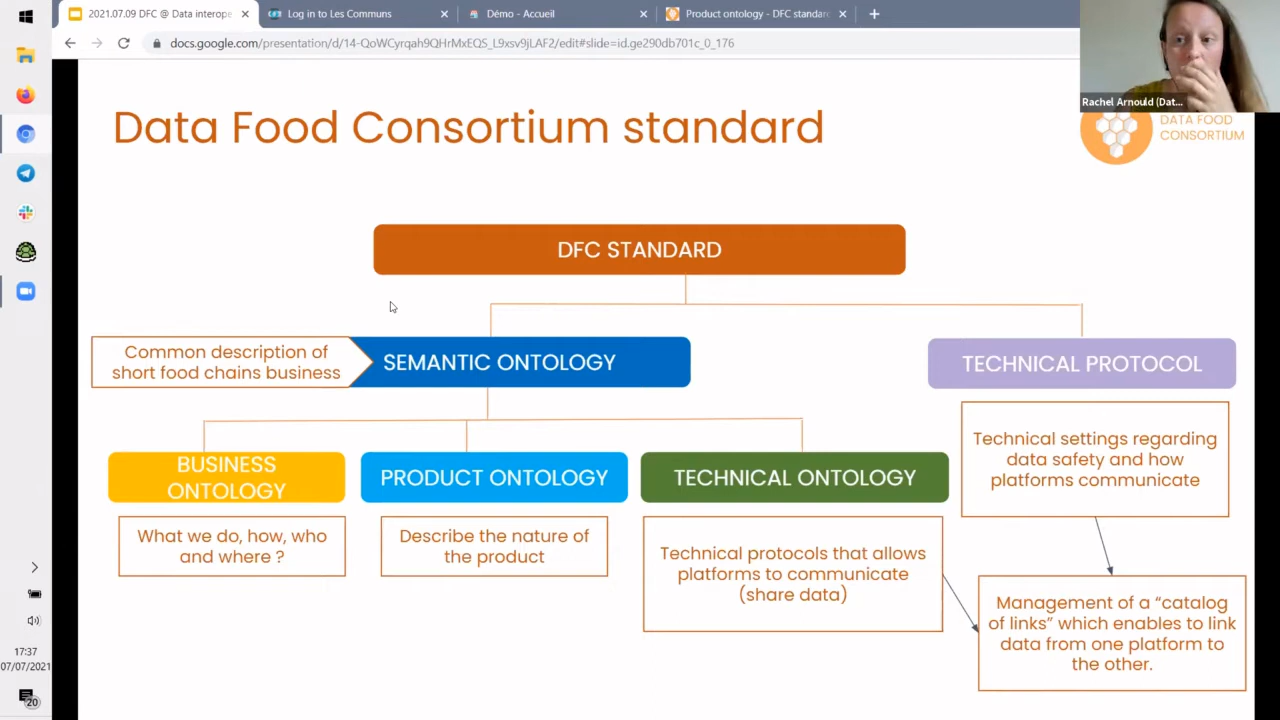 2021.07.09 DFC @ Data interope
Log in to Les Communs
Démo - Accueil
Product ontology - DFC standard
docs.google.com/presentation/d/14-QoWCyrqah9QHrMxEQS_L9xsv9jLAF2/edit#slide=id.ge290db701c_0_176
Rachel Arnould (Dat...
DATA FOOD
CONSORTIUM
Data Food Consortium standard
DFC STANDARD
Common description of
short food chains business
SEMANTIC ONTOLOGY
TECHNICAL PROTOCOL
Technical settings regarding
data safety and how
platforms communicate
BUSINESS
ONTOLOGY
PRODUCT ONTOLOGY
TECHNICAL ONTOLOGY
What we do, how, who
and where ?
Describe the nature of
the product
Technical protocols that allows
platforms to communicate
(share data)
Management of a “catalog
of links” which enables to link
data from one platform to
the other.
17:37
07/07/2021
20